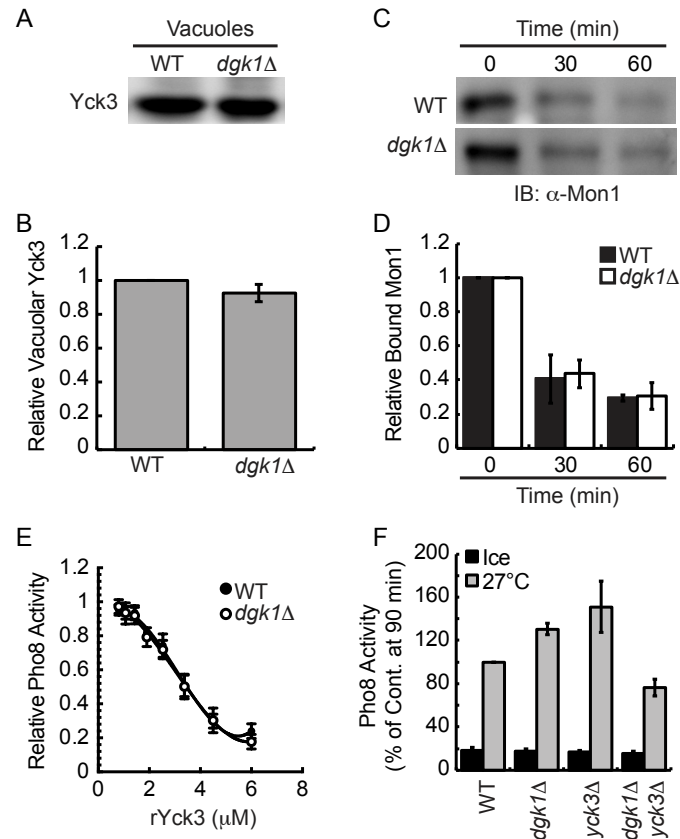 A
Vacuoles
WT dgk1Δ
Yck3
B
Relative Vacuolar Yck3
1.2
1
0.8
0.6
0.4
0.2
0
WT dgk1Δ
C
Time (min)
0 30 60
WT
dgk1Δ
IB: α-Mon1
D
Relative Bound Mon1
1.2
1
0.8
0.6
0.4
0.2
0
WT
dgk1Δ
0 30 60
Time (min)
E
Relative Pho8 Activity
1.2
1
0.8
0.6
0.4
0.2
0
WT
dgk1Δ
0 2 4 6 8
rYck3 (μM)
F
Pho8 Activity
(% of Cont. at 90 min)
200
160
120
80
40
0
Ice
27°C
WT
dgk1Δ
yck3Δ
dgk1Δ
yck3Δ